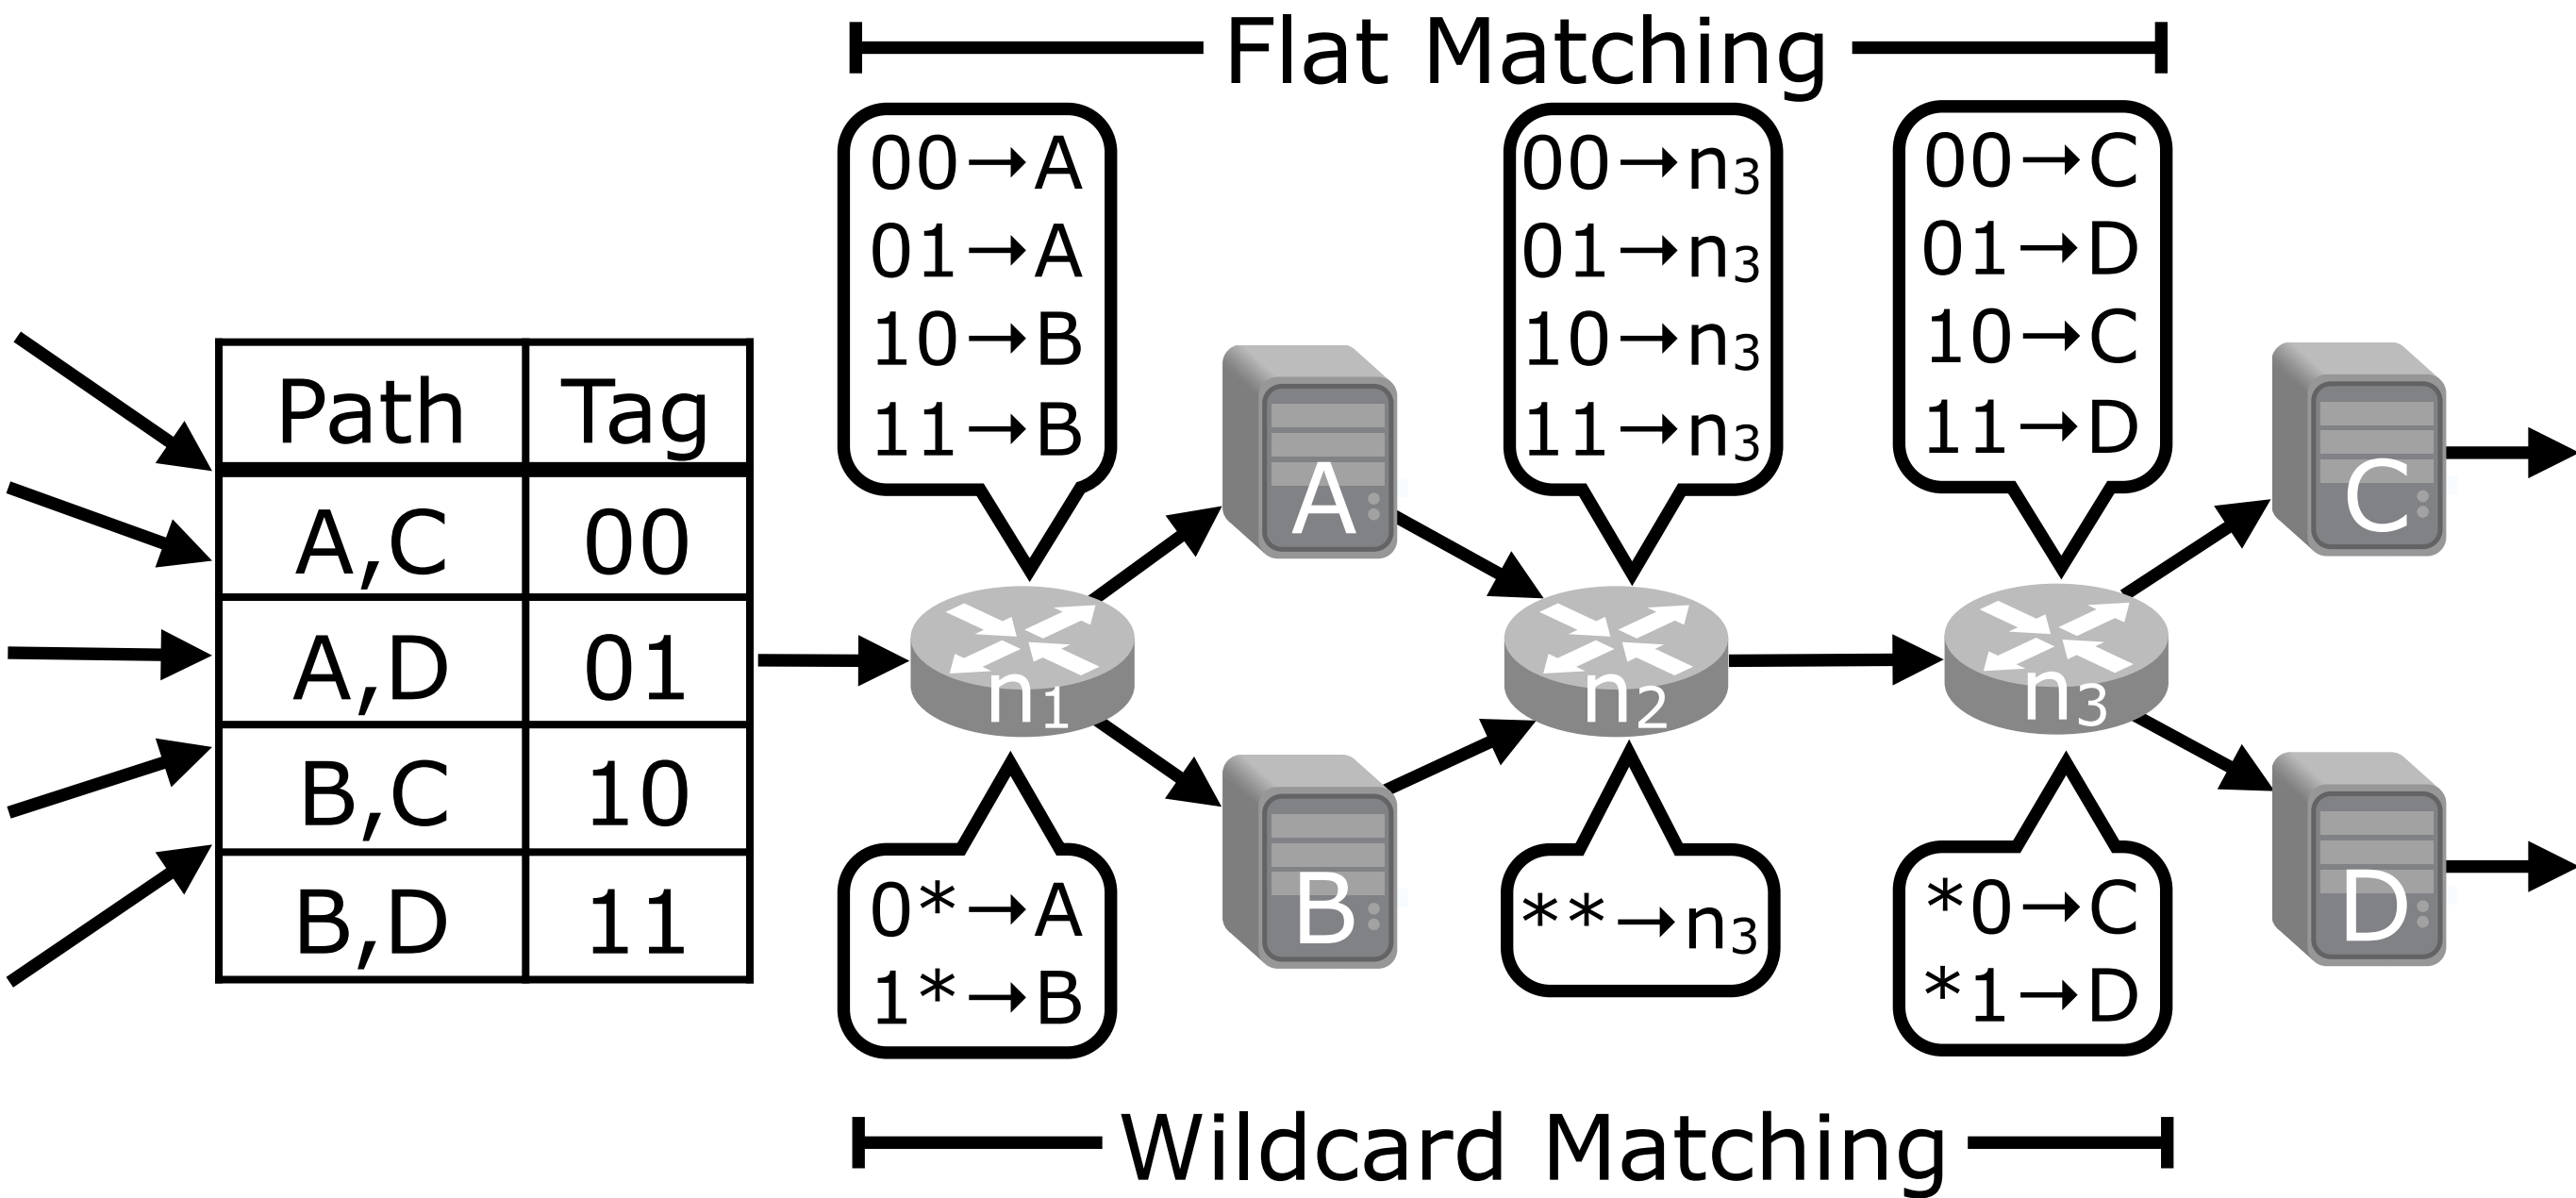 Flat Matching
00→A
01→A
10→B
11→B
00→n₃
01→n₃
10→n₃
11→n₃
00→C
01→D
10→C
11→D
Path Tag
A,C 00
A,D 01
B,C 10
B,D 11
A
B
C
D
n₁
n₂
n₃
0*→A
1*→B
**→n₃
*0→C
*1→D
Wildcard Matching